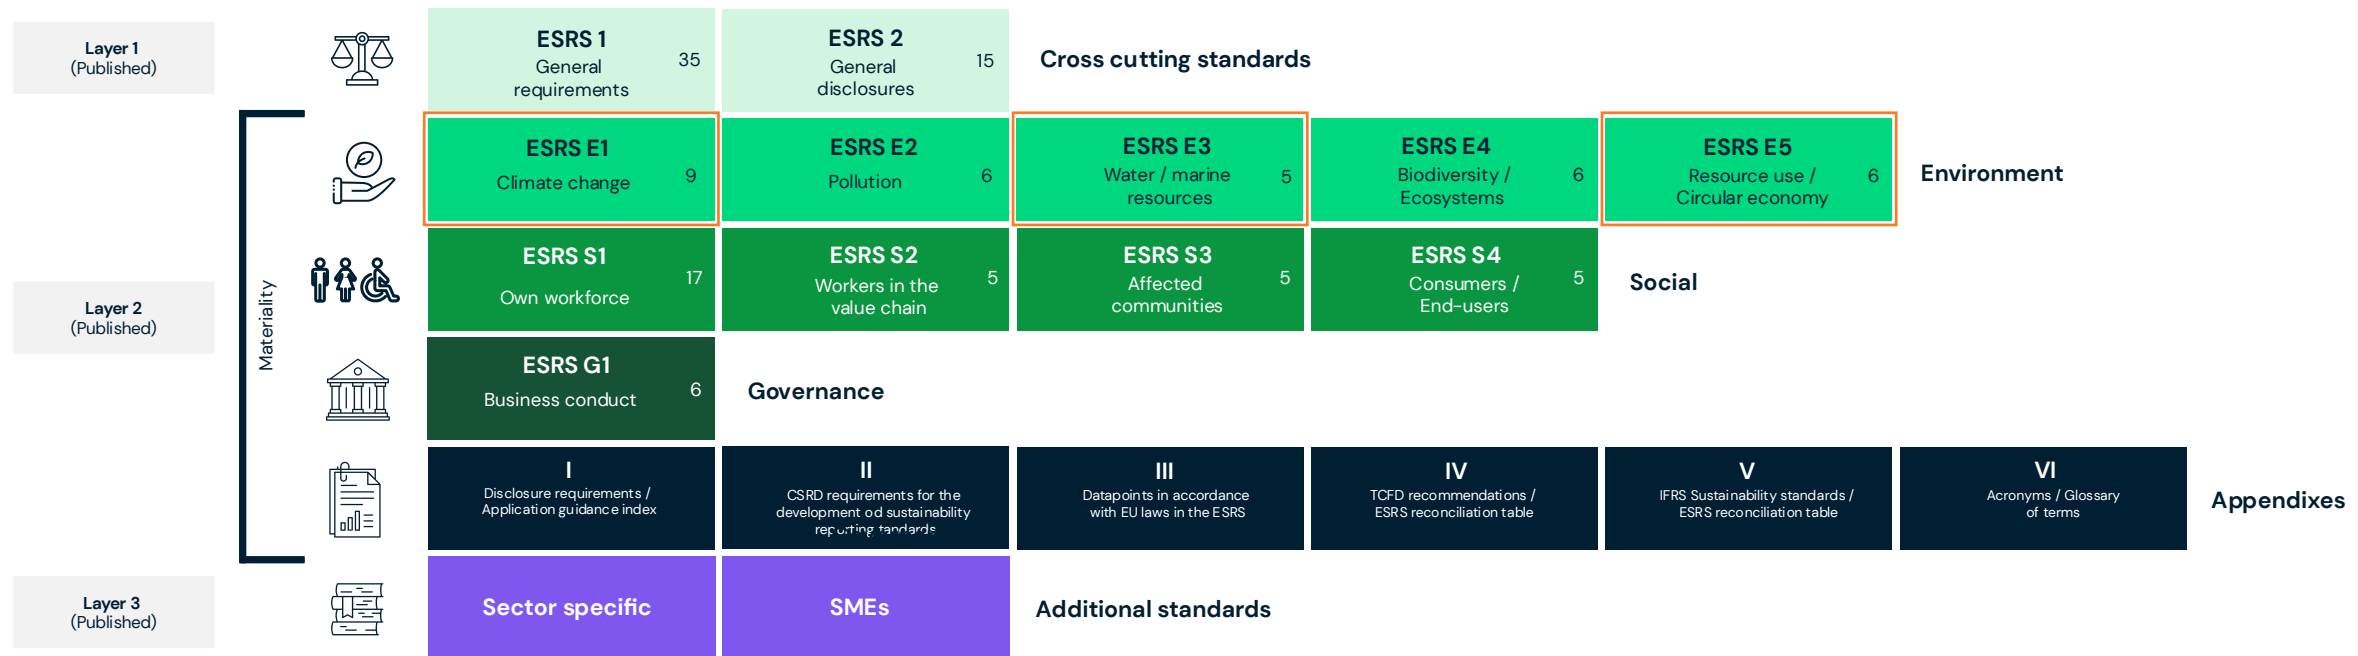 Layer 1
(Published)
ESRS 1
General
requirements
35
ESRS 2
General
disclosures
15
Cross cutting standards
Materiality
ESRS E1
Climate change
9
ESRS E2
Pollution
6
ESRS E3
Water / marine
resources
5
ESRS E4
Biodiversity /
Ecosystems
6
ESRS E5
Resource use /
Circular economy
6
Environment
Layer 2
(Published)
ESRS S1
Own workforce
17
ESRS S2
Workers in the
value chain
5
ESRS S3
Affected
communities
5
ESRS S4
Consumers /
End-users
5
Social
ESRS G1
Business conduct
6
Governance
I
Disclosure requirements /
Application guidance index
II
CSRD requirements for the
development od sustainability
reporting tandards
III
Datapoints in accordance
with EU laws in the ESRS
IV
TCFD recommendations /
ESRS reconciliation table
V
IFRS Sustainability standards /
ESRS reconciliation table
VI
Acronyms / Glossary
of terms
Appendixes
Layer 3
(Published)
Sector specific
SMEs
Additional standards